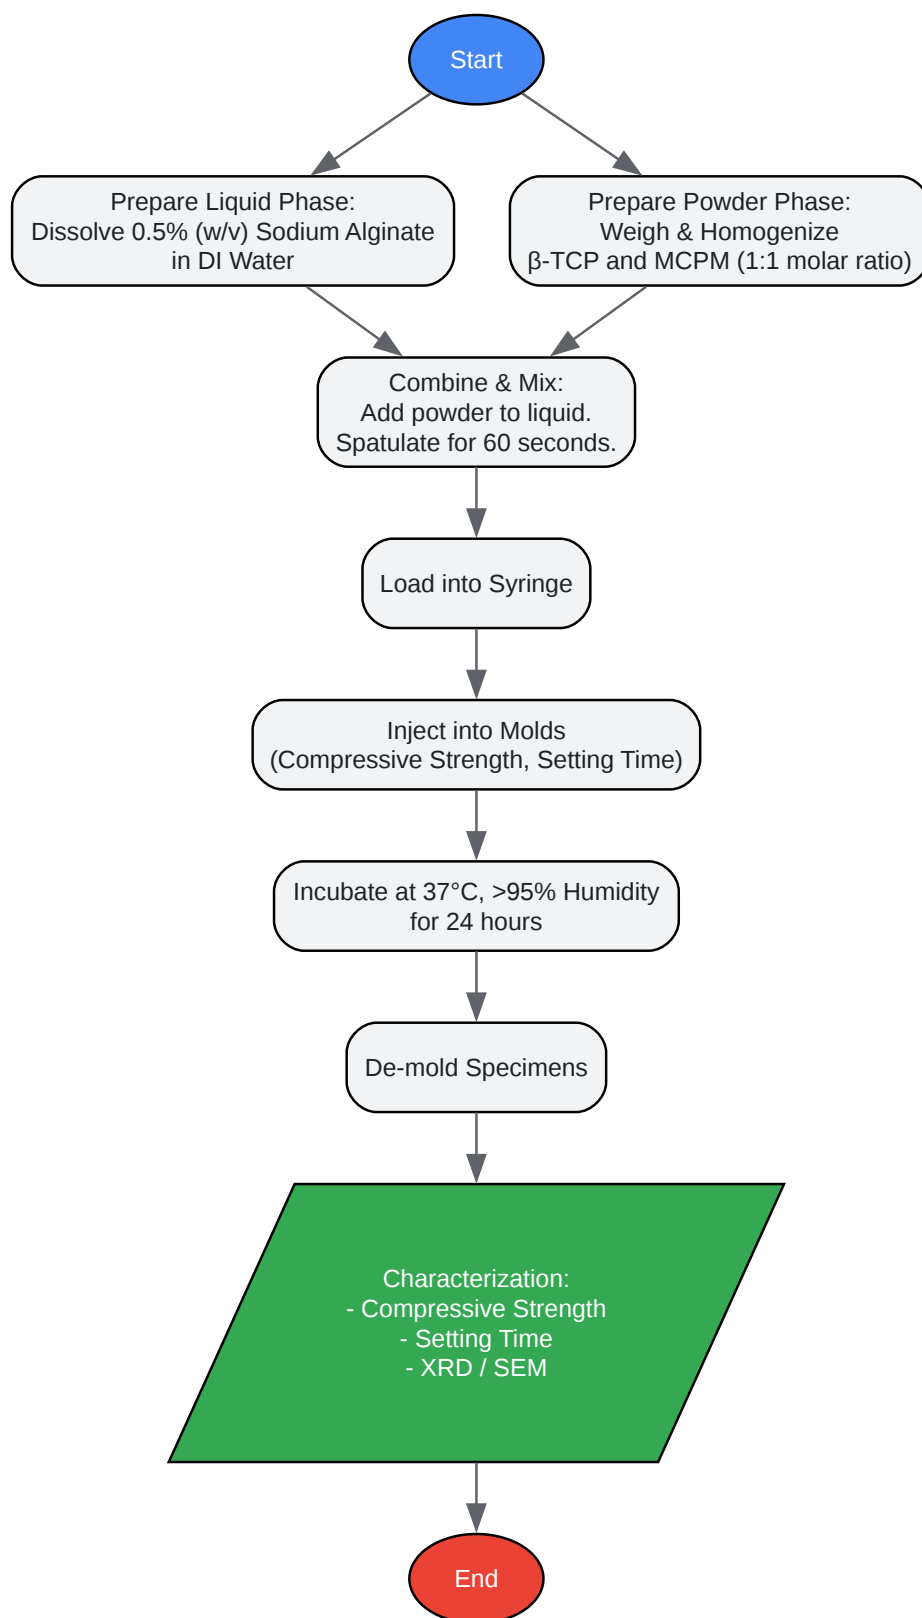 Start
Prepare Liquid Phase:
Dissolve 0.5% (w/v) Sodium Alginate
in DI Water
Prepare Powder Phase:
Weigh & Homogenize
β-TCP and MCPM (1:1 molar ratio)
Combine & Mix:
Add powder to liquid.
Spatulate for 60 seconds.
Load into Syringe
Inject into Molds
(Compressive Strength, Setting Time)
Incubate at 37°C, >95% Humidity
for 24 hours
De-mold Specimens
Characterization:
- Compressive Strength
- Setting Time
- XRD / SEM
End